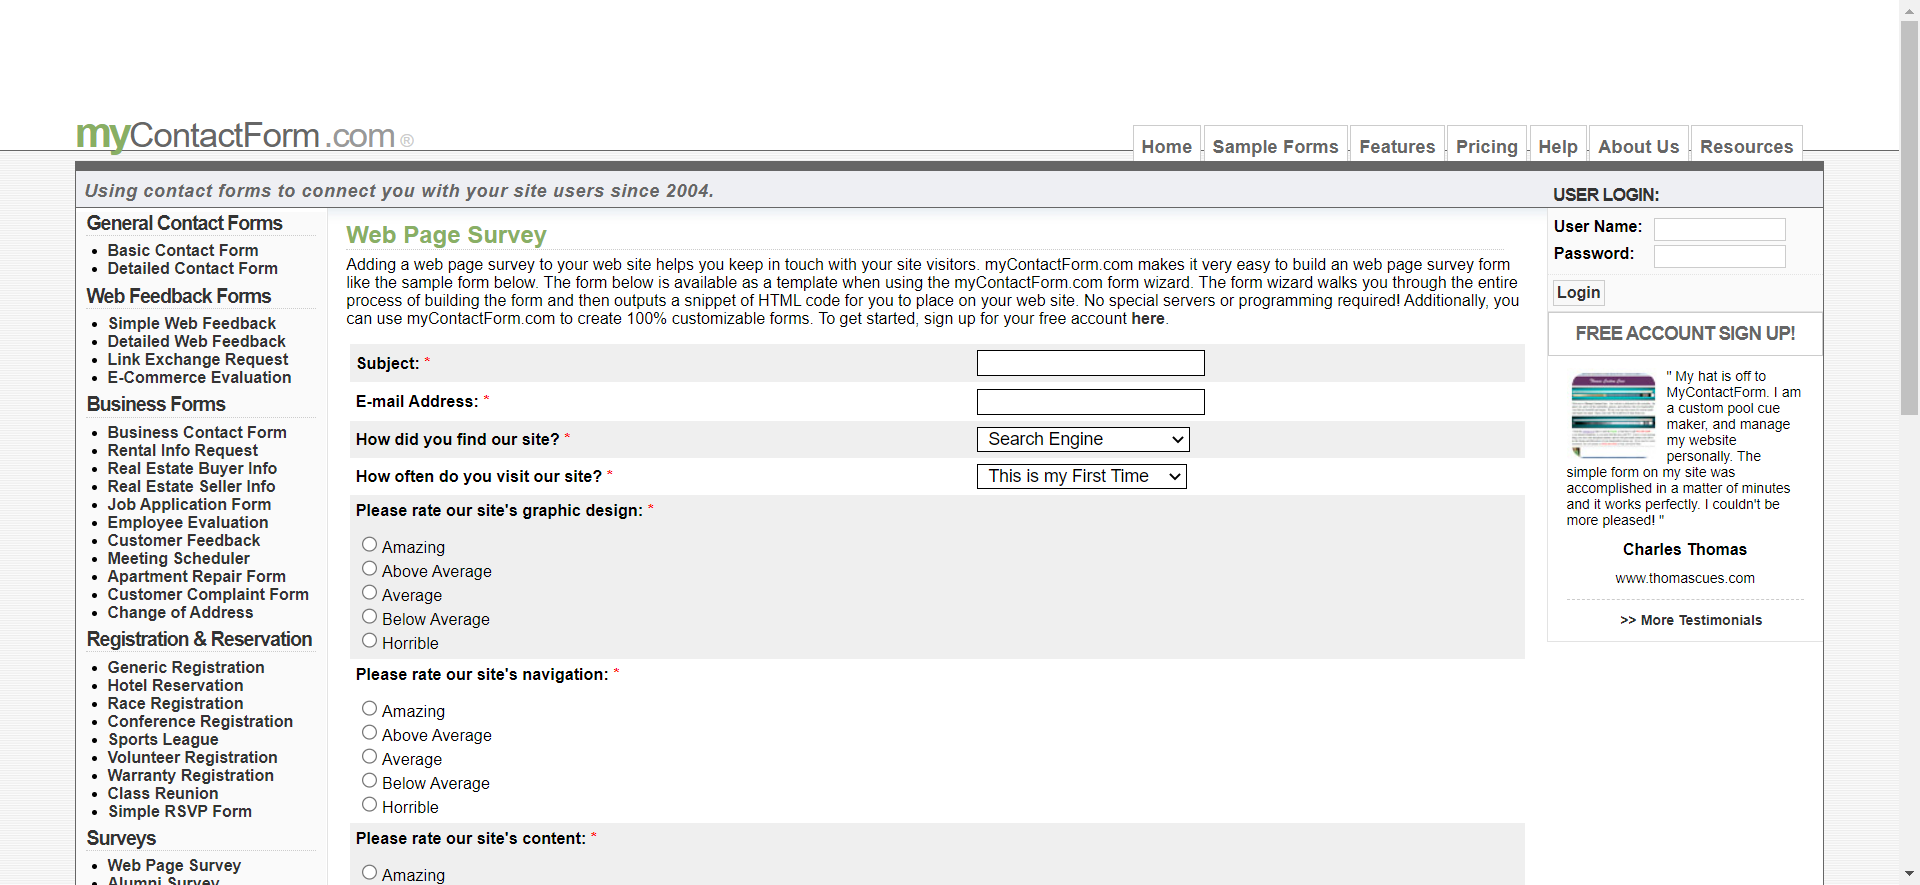 myContactForm.com ®
Home
Sample Forms
Features
Pricing
Help
About Us
Resources
Using contact forms to connect you with your site users since 2004.
USER LOGIN:
General Contact Forms
Basic Contact Form
Detailed Contact Form
Web Feedback Forms
Simple Web Feedback
Detailed Web Feedback
Link Exchange Request
E-Commerce Evaluation
Business Forms
Business Contact Form
Rental Info Request
Real Estate Buyer Info
Real Estate Seller Info
Job Application Form
Employee Evaluation
Customer Feedback
Meeting Scheduler
Apartment Repair Form
Customer Complaint Form
Change of Address
Registration & Reservation
Generic Registration
Hotel Reservation
Race Registration
Conference Registration
Sports League
Volunteer Registration
Warranty Registration
Class Reunion
Simple RSVP Form
Surveys
Web Page Survey
Alumni Survey
Web Page Survey
Adding a web page survey to your web site helps you keep in touch with your site visitors. myContactForm.com makes it very easy to build an web page survey form
like the sample form below. The form below is available as a template when using the myContactForm.com form wizard. The form wizard walks you through the entire
process of building the form and then outputs a snippet of HTML code for you to place on your web site. No special servers or programming required! Additionally, you
can use myContactForm.com to create 100% customizable forms. To get started, sign up for your free account here.
Subject: *
E-mail Address: *
How did you find our site? *
Search Engine
How often do you visit our site? *
This is my First Time
Please rate our site's graphic design: *
Amazing
Above Average
Average
Below Average
Horrible
Please rate our site's navigation: *
Amazing
Above Average
Average
Below Average
Horrible
Please rate our site's content: *
Amazing
User Name:
Password:
Login
FREE ACCOUNT SIGN UP!
" My hat is off to
MyContactForm. I am
a custom pool cue
maker, and manage
my website
personally. The
simple form on my site was
accomplished in a matter of minutes
and it works perfectly. I couldn't be
more pleased! "
Charles Thomas
www.thomascues.com
>> More Testimonials